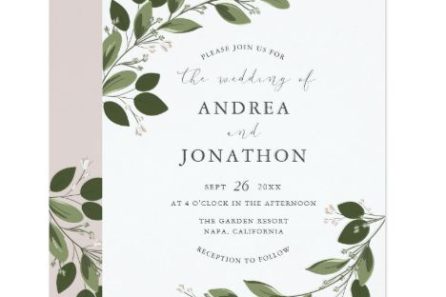 PLEASE JOIN US FOR
the wedding of
ANDREA
and
JONATHON
SEPT 26 20XX
AT 4 O'CLOCK IN THE AFTERNOON
THE GARDEN RESORT
NAPA, CALIFORNIA
RECEPTION TO FOLLOW